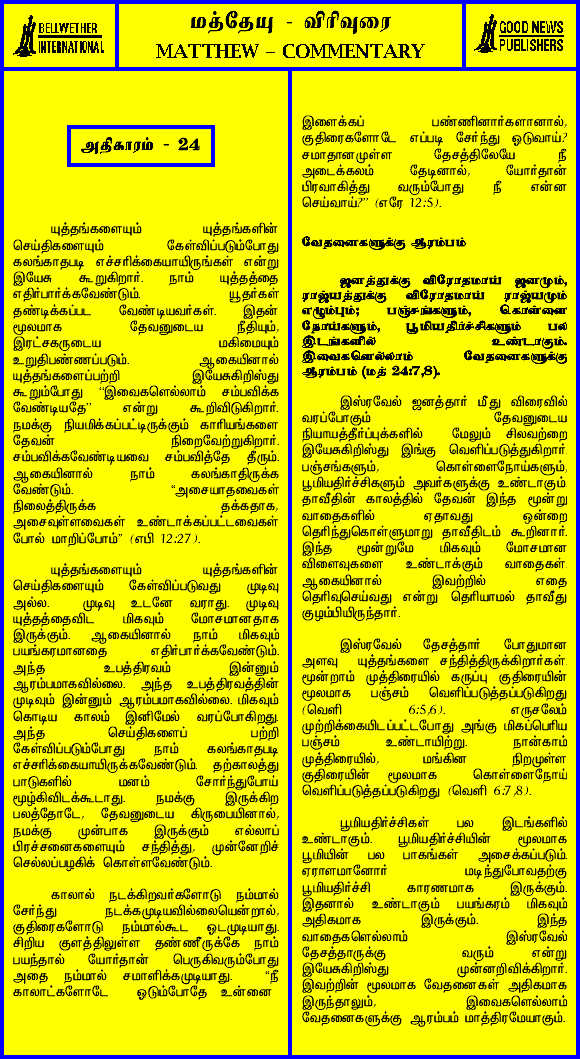 BELLWETHER
INTERNATIONAL
மத்தேயு - விரிவுரை
MATTHEW – COMMENTARY
GOOD NEWS
PUBLISHERS
அதிகாரம் - 24
யுத்தங்களையும் யுத்தங்களின்
செய்திகளையும் கேள்விப்படும்போது
கலங்காதபடி எச்சரிக்கையாயிருங்கள் என்று
இயேசு கூறுகிறார். நாம் யுத்தத்தை
எதிர்பார்க்கவேண்டும். யூதர்கள்
தண்டிக்கப்பட வேண்டியவர்கள். இதன்
மூலமாக தேவனுடைய நீதியும்,
இரட்சகருடைய மகிமையும்
உறுதிபண்ணப்படும். ஆகையினால்
யுத்தங்களைப்பற்றி இயேசுகிறிஸ்து
கூறும்போது “இவைகளெல்லாம் சம்பவிக்க
வேண்டியதே” என்று கூறிவிடுகிறார்.
நமக்கு நியமிக்கப்பட்டிருக்கும் காரியங்களை
தேவன் நிறைவேற்றுகிறார்.
சம்பவிக்கவேண்டியவை சம்பவித்தே தீரும்.
ஆகையினால் நாம் கலங்காதிருக்க
வேண்டும். “அசையாதவைகள்
நிலைத்திருக்க தக்கதாக,
அசைவுள்ளவைகள் உண்டாக்கப்பட்டவைகள்
போல் மாறிப்போம்” (எபி 12:27).
யுத்தங்களையும் யுத்தங்களின்
செய்திகளையும் கேள்விப்படுவது முடிவு
அல்ல. முடிவு உடனே வராது. முடிவு
யுத்தத்தைவிட மிகவும் மோசமானதாக
இருக்கும். ஆகையினால் நாம் மிகவும்
பயங்கரமானதை எதிர்பார்க்கவேண்டும்.
அந்த உபத்திரவம் இன்னும்
ஆரம்பமாகவில்லை. அந்த உபத்திரவத்தின்
முடிவும் இன்னும் ஆரம்பமாகவில்லை. மிகவும்
கொடிய காலம் இனிமேல் வரப்போகிறது.
அந்த செய்திகளைப் பற்றி
கேள்விப்படும்போது நாம் கலங்காதபடி
எச்சரிக்கையாயிருக்கவேண்டும். தற்காலத்து
பாடுகளில் மனம் சோர்ந்துபோய்
மூழ்கிவிடக்கூடாது. நமக்கு இருக்கிற
பலத்தோடே, தேவனுடைய கிருபையினால்,
நமக்கு முன்பாக இருக்கும் எல்லாப்
பிரச்சனைகளையும் சந்தித்து, முன்னேறிச்
செல்லப்பழகிக் கொள்ளவேண்டும்.
காலால் நடக்கிறவர்களோடு நம்மால்
சேர்ந்து நடக்கமுடியவில்லையென்றால்,
குதிரைகளோடு நம்மால்கூட ஓடமுடியாது.
சிறிய குளத்திலுள்ள தண்ணீருக்கே நாம்
பயந்தால் யோர்தான் பெருகிவரும்போது
அதை நம்மால் சமாளிக்கமுடியாது. “நீ
காலாட்களோடே ஓடும்போதே உன்னை
இளைக்கப் பண்ணினார்களானால்,
குதிரைகளோடே எப்படி சேர்ந்து ஓடுவாய்?
சமாதானமுள்ள தேசத்திலேயே நீ
அடைக்கலம் தேடினால், யோர்தான்
பிரவாகித்து வரும்போது நீ என்ன
செய்வாய்?” (எரே 12:5).
வேதனைகளுக்கு ஆரம்பம்
ஜனத்துக்கு விரோதமாய் ஜனமும்,
ராஜ்யத்துக்கு விரோதமாய் ராஜ்யமும்
எழும்பும்; பஞ்சங்களும், கொள்ளை
நோய்களும், பூமியதிர்ச்சிகளும் பல
இடங்களில் உண்டாகும்.
இவைகளெல்லாம் வேதனைகளுக்கு
ஆரம்பம் (மத் 24:7,8).
இஸ்ரவேல் ஜனத்தார் மீது விரைவில்
வரப்போகும் தேவனுடைய
நியாயத்தீர்ப்புக்களில் மேலும் சிலவற்றை
இயேசுகிறிஸ்து இங்கு வெளிப்படுத்துகிறார்.
பஞ்சங்களும், கொள்ளைநோய்களும்,
பூமியதிர்ச்சிகளும் அவர்களுக்கு உண்டாகும்
தாவீதின் காலத்தில் தேவன் இந்த மூன்று
வாதைகளில் ஏதாவது ஒன்றை
தெரிந்துகொள்ளுமாறு தாவீதிடம் கூறினார்.
இந்த மூன்றுமே மிகவும் மோசமான
விளைவுகளை உண்டாக்கும் வாதைகள்.
ஆகையினால் இவற்றில் எதை
தெரிவுசெய்வது என்று தெரியாமல் தாவீது
குழம்பியிருந்தார்.
இஸ்ரவேல் தேசத்தார் போதுமான
அளவு யுத்தங்களை சந்தித்திருக்கிறார்கள்.
மூன்றாம் முத்திரையில் கருப்பு குதிரையின்
மூலமாக பஞ்சம் வெளிப்படுத்தப்படுகிறது
(வெளி 6:5,6). எருசலேம்
முற்றிக்கையிடப்பட்டபோது அங்கு மிகப்பெரிய
பஞ்சம் உண்டாயிற்று. நான்காம்
முத்திரையில், மங்கின நிறமுள்ள
குதிரையின் மூலமாக கொள்ளைநோய்
வெளிப்படுத்தப்படுகிறது (வெளி 6:7,8).
பூமியதிர்ச்சிகள் பல இடங்களில்
உண்டாகும். பூமியதிர்ச்சியின் மூலமாக
பூமியின் பல பாகங்கள் அசைக்கப்படும்.
ஏராளமானோர் மடிந்துபோவதற்கு
பூமியதிர்ச்சி காரணமாக இருக்கும்.
இதனால் உண்டாகும் பயங்கரம் மிகவும்
அதிகமாக இருக்கும். இந்த
வாதைகளெல்லாம் இஸ்ரவேல்
தேசத்தாருக்கு வரும் என்று
இயேசுகிறிஸ்து முன்னறிவிக்கிறார்.
இவற்றின் மூலமாக வேதனைகள் அதிகமாக
இருந்தாலும், இவைகளெல்லாம்
வேதனைகளுக்கு ஆரம்பம் மாத்திரமேயாகும்.